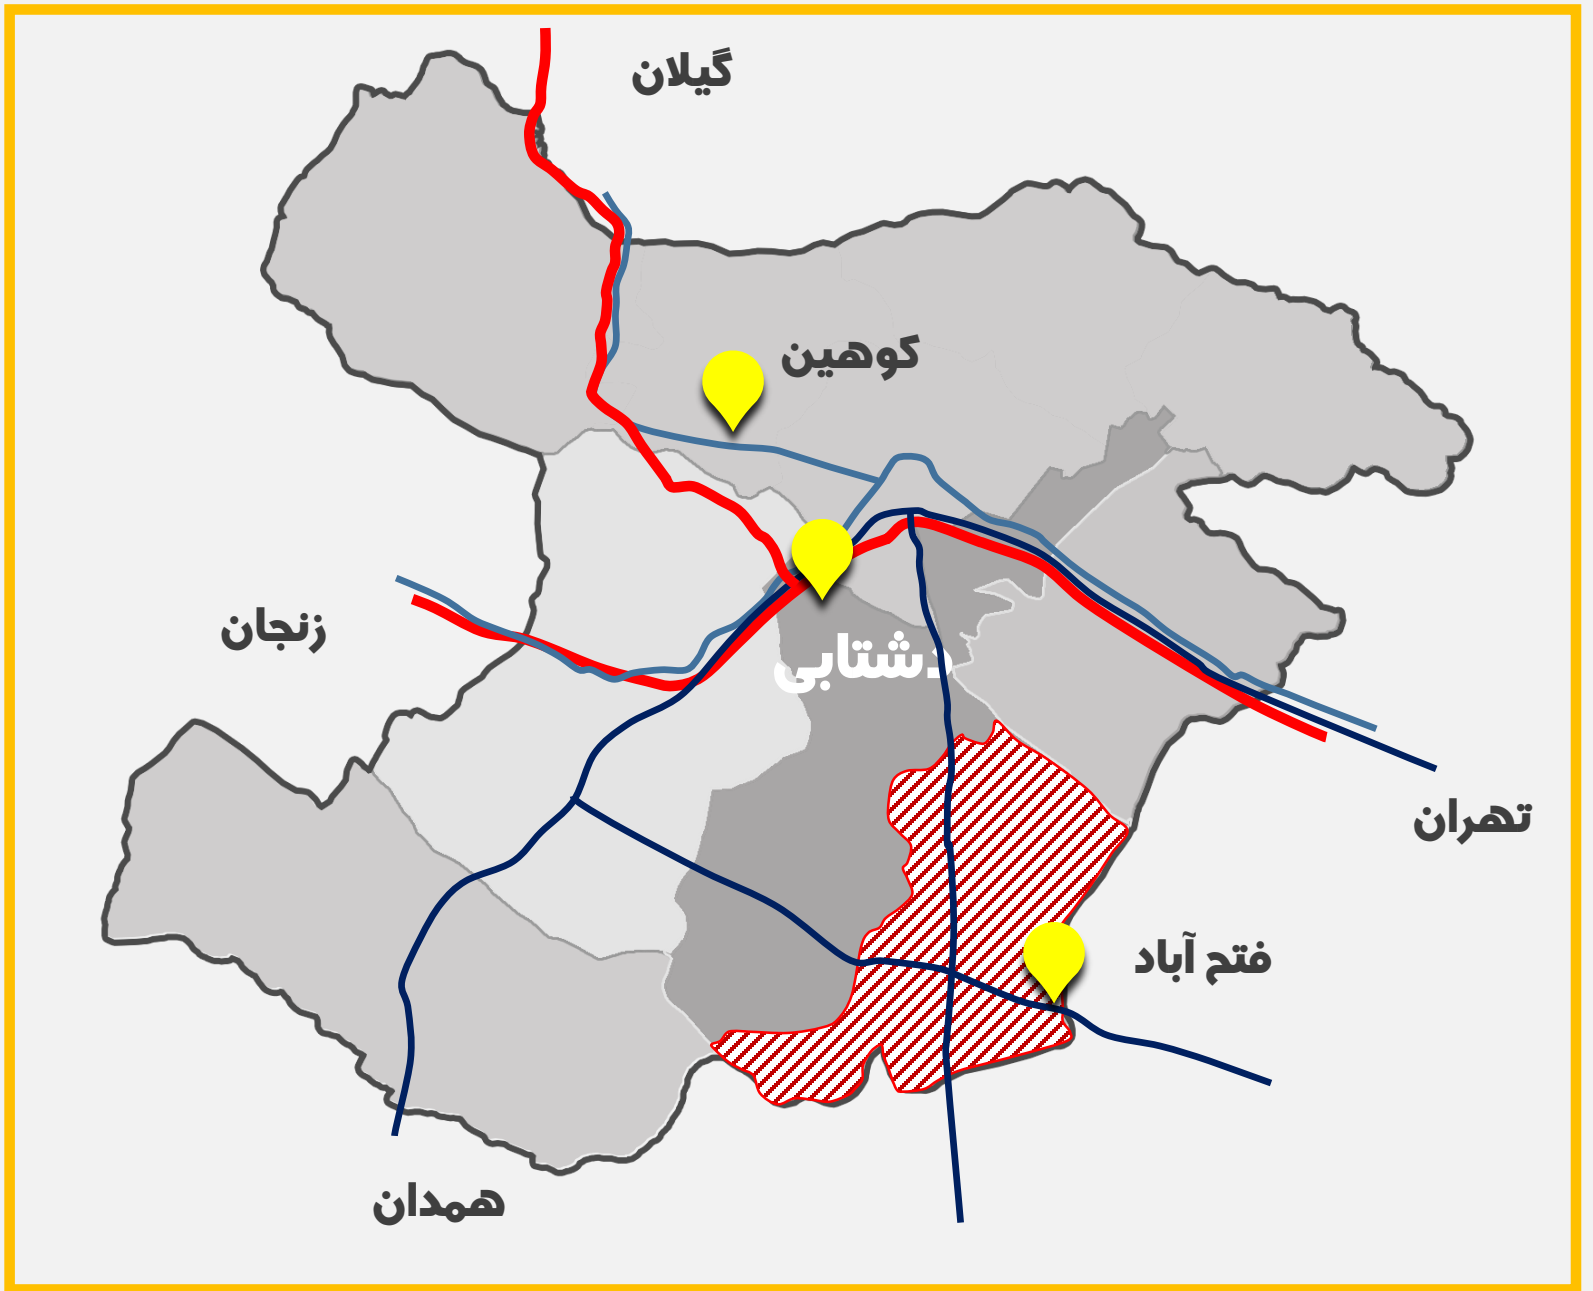 گیلان
کوهین
زنجان
دشتابی
تهران
فتح آباد
همدان